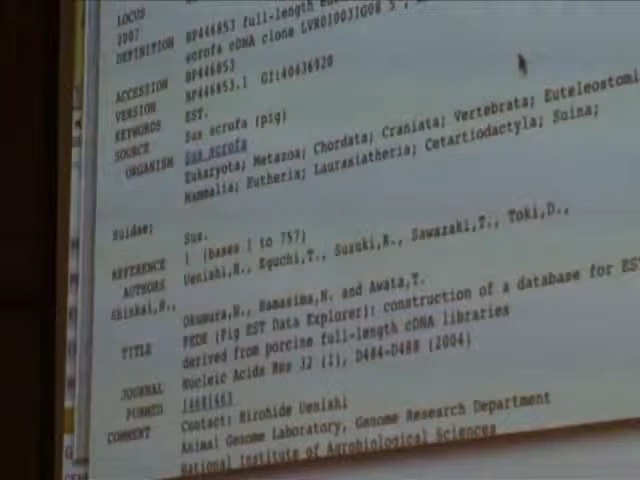 LOCUS BP446853 full-length
2007
DEFINITION scrofa cDNA clone LVR010031G08 5',
ACCESSION BP446853
VERSION BP446853.1 GI:40436920
KEYWORDS EST.
SOURCE Sus scrofa (pig)
ORGANISM Sus scrofa
Eukaryota; Metazoa; Chordata; Craniata; Vertebrata; Euteleostomi
Mammalia; Eutheria; Laurasiatheria; Cetartiodactyla; Suina;
Suidae;
Sus.
REFERENCE 1 (bases 1 to 757)
AUTHORS Uenishi,H., Eguchi,T., Suzuki,K., Sawazaki,T., Toki,D.,
Shinkai,H.,
Okumura,N., Hamasima,N. and Awata,T.
TITLE PEDE (Pig EST Data Explorer): construction of a database for EST
derived from porcine full-length cDNA libraries
JOURNAL Nucleic Acids Res 32 (1), D484-D488 (2004)
PUBMED 14681463
COMMENT Contact: Hirohide Uenishi
Animal Genome Laboratory, Genome Research Department
National Institute of Agrobiological Sciences